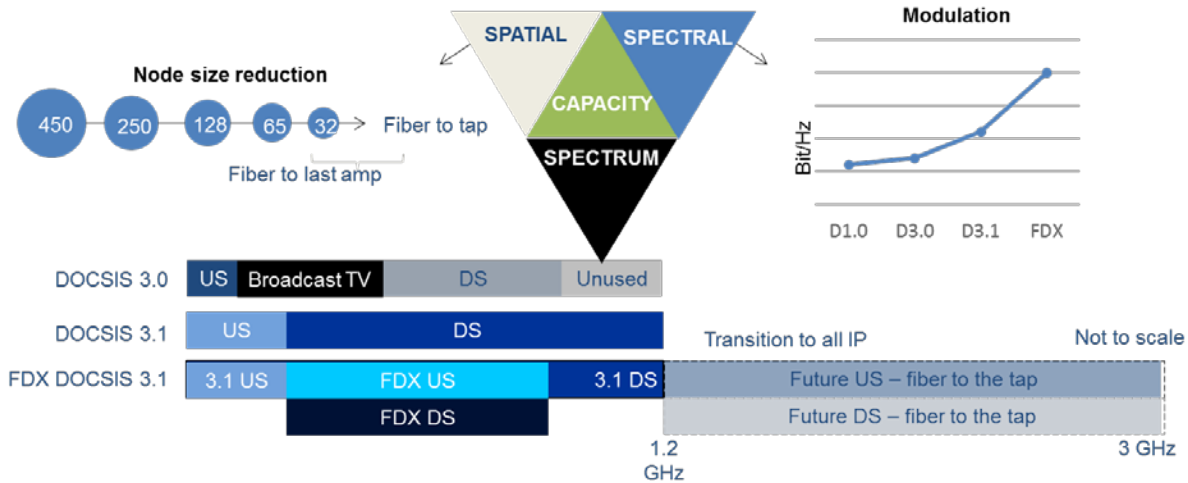 Modulation
SPATIAL
SPECTRAL
Node size reduction
CAPACITY
450
250
128
65
32
Fiber to tap
Fiber to last amp
SPECTRUM
Bit/Hz
D1.0
D3.0
D3.1
FDX
DOCSIS 3.0
US
Broadcast TV
DS
Unused
DOCSIS 3.1
US
DS
Transition to all IP
Not to scale
FDX DOCSIS 3.1
3.1 US
FDX US
3.1 DS
Future US – fiber to the tap
FDX DS
Future DS – fiber to the tap
1.2
GHz
3 GHz